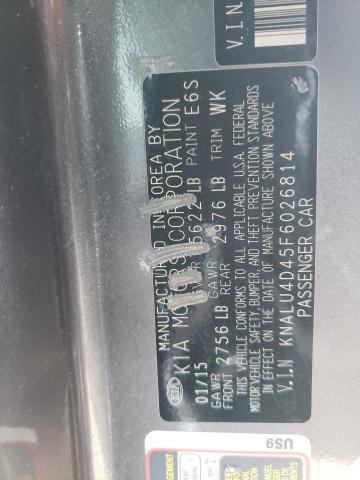 MANUFACTURED IN KOREA BY
KIA MOTORS CORPORATION
KIA
01/15 GVWR 5622 LB PAINT E6S
GAWR FRONT 2756 LB GAWR REAR 2976 LB TRIM WK
THIS VEHICLE CONFORMS TO ALL APPLICABLE U.S.A. FEDERAL
MOTOR VEHICLE SAFETY, BUMPER, AND THEFT PREVENTION STANDARDS
IN EFFECT ON THE DATE OF MANUFACTURE SHOWN ABOVE
V.I.N KNALU4D45F6026814
PASSENGER CAR
V.I.N
US9